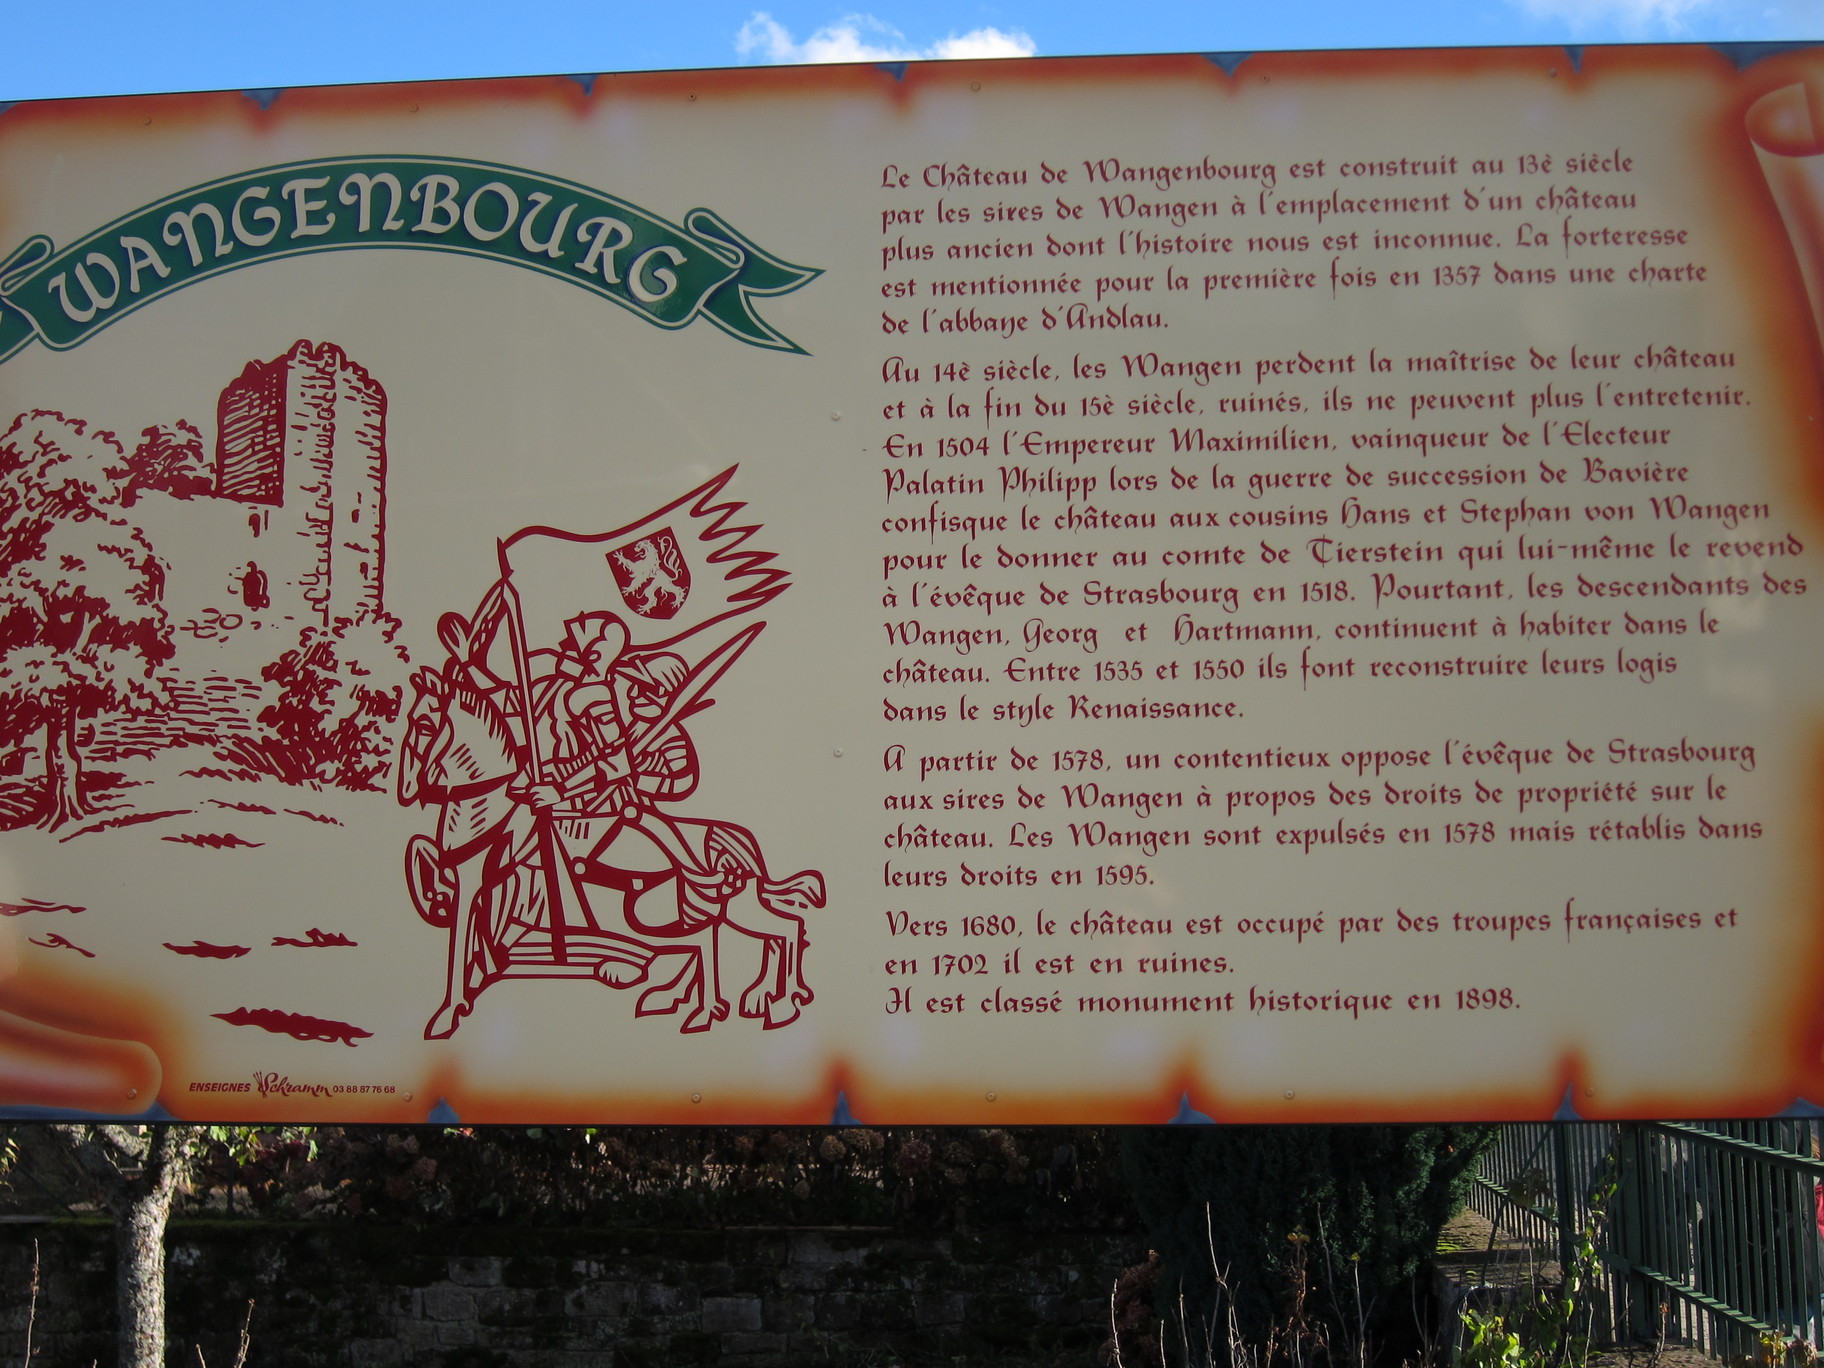 WANGENBOURG
Le Château de Wangenbourg est construit au 13è siècle
par les sires de Wangen à l'emplacement d'un château
plus ancien dont l'histoire nous est inconnue. La forteresse
est mentionnée pour la première fois en 1357 dans une charte
de l'abbaye d'Andlau.
Au 14è siècle, les Wangen perdent la maîtrise de leur château
et à la fin du 15è siècle, ruinés, ils ne peuvent plus l'entretenir.
En 1504 l'Empereur Maximilien, vainqueur de l'Electeur
Palatin Philipp lors de la guerre de succession de Bavière
confisque le château aux cousins Hans et Stephan von Wangen
pour le donner au comte de Tierstein qui lui-même le revend
à l'évêque de Strasbourg en 1518. Pourtant, les descendants des
Wangen, Georg et Hartmann, continuent à habiter dans le
château. Entre 1535 et 1550 ils font reconstruire leurs logis
dans le style Renaissance.
A partir de 1578, un contentieux oppose l'évêque de Strasbourg
aux sires de Wangen à propos des droits de propriété sur le
château. Les Wangen sont expulsés en 1578 mais rétablis dans
leurs droits en 1595.
Vers 1680, le château est occupé par des troupes françaises et
en 1702 il est en ruines.
Il est classé monument historique en 1898.
ENSEIGNES Schramm 03 88 87 76 68